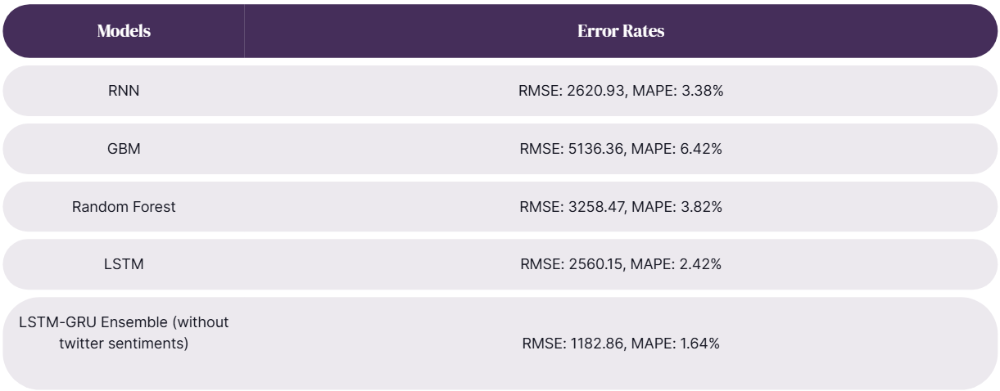 Models Error Rates
RNN RMSE: 2620.93, MAPE: 3.38%
GBM RMSE: 5136.36, MAPE: 6.42%
Random Forest RMSE: 3258.47, MAPE: 3.82%
LSTM RMSE: 2560.15, MAPE: 2.42%
LSTM-GRU Ensemble (without
twitter sentiments) RMSE: 1182.86, MAPE: 1.64%